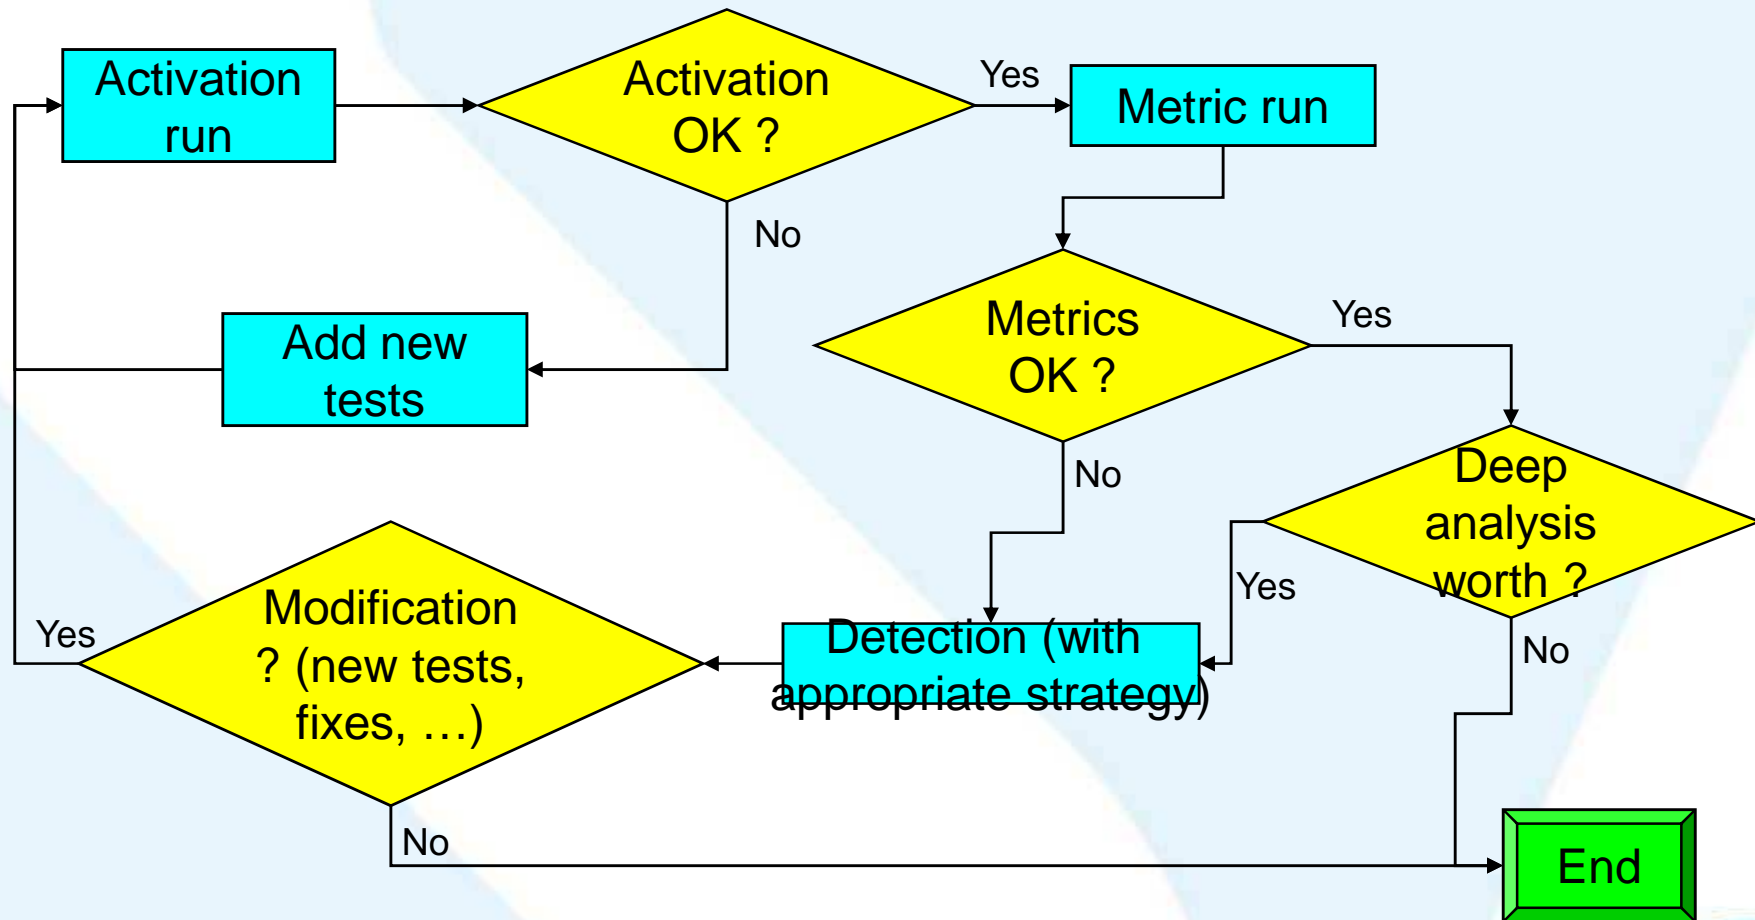 Activation
run
Activation
OK ?
Yes
Metric run
No
Add new
tests
Metrics
OK ?
Yes
No
Deep
analysis
worth ?
Yes
No
Detection (with
appropriate strategy)
Modification
? (new tests,
fixes, …)
Yes
No
End